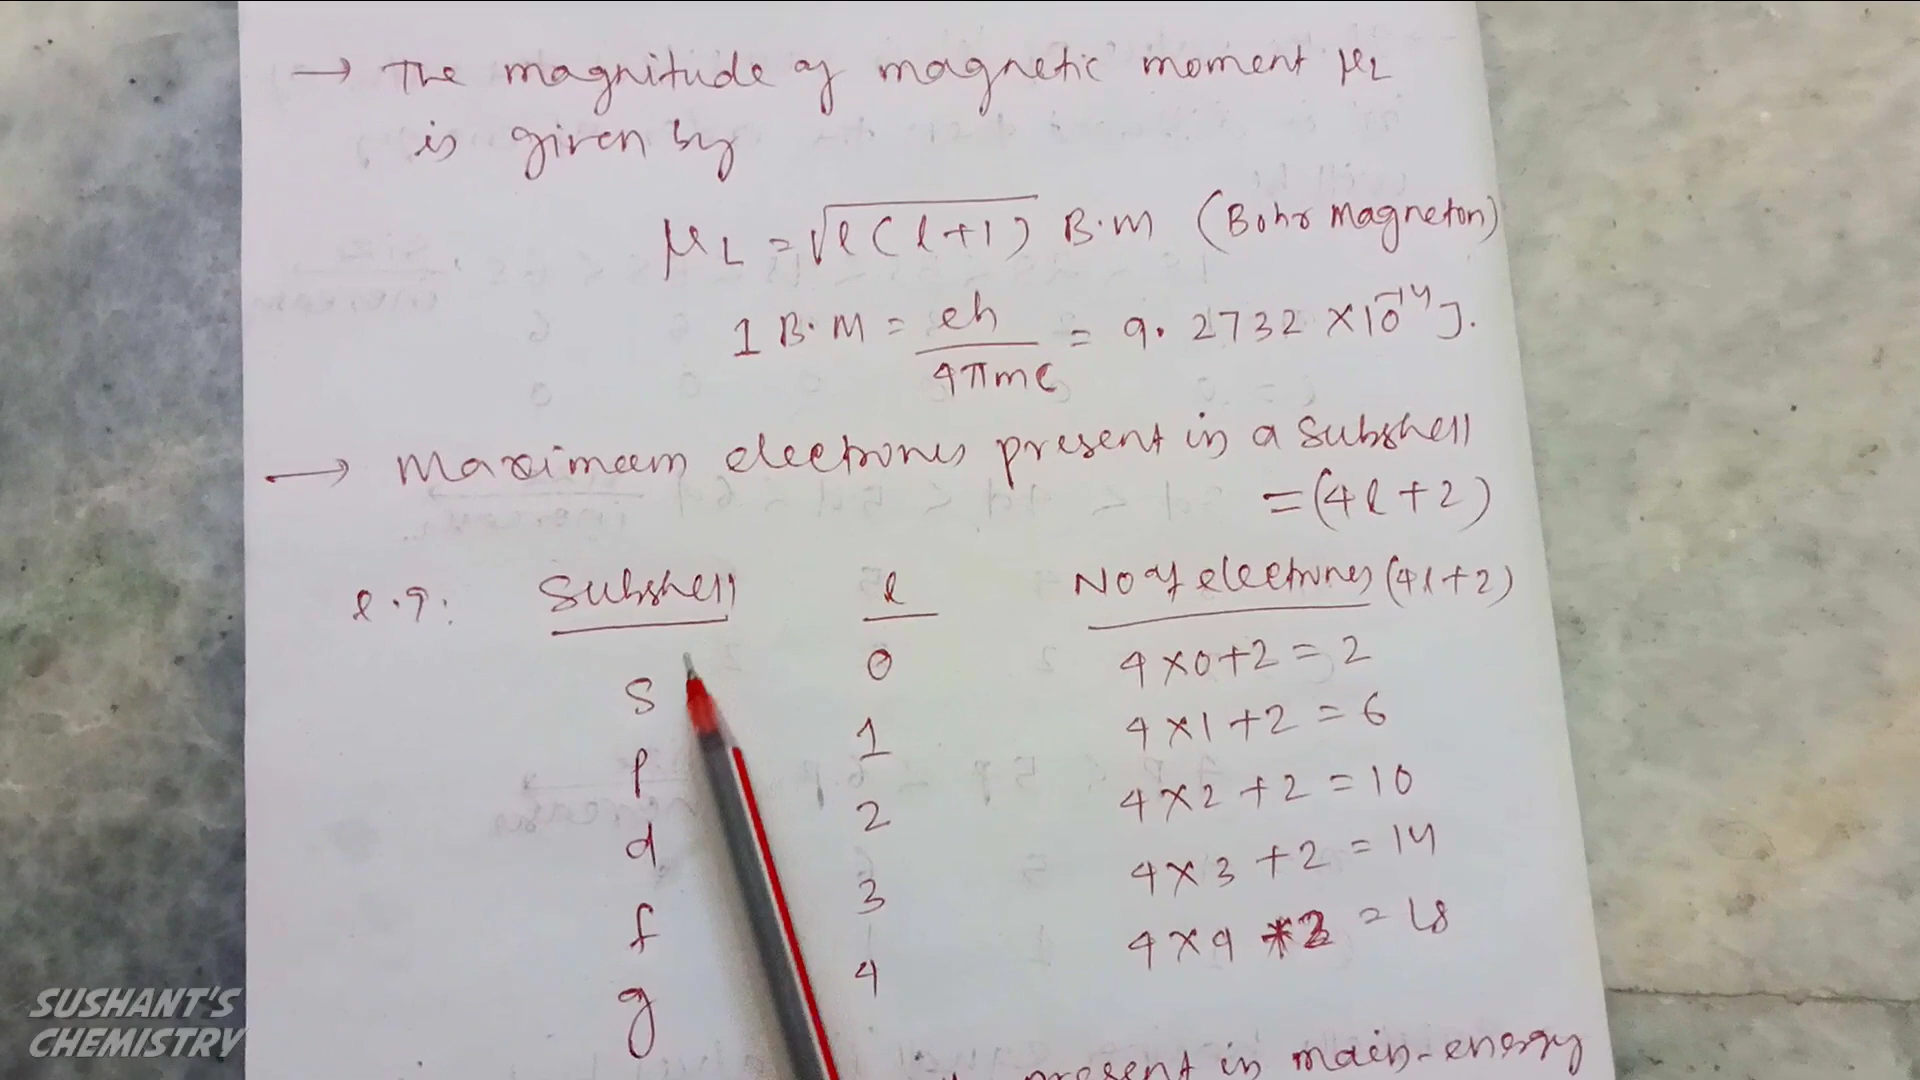 → The magnitude of magnetic moment μL
is given by
μL = √l(l+1) B.M (Bohr Magneton)
1 B.M = eh/4πmc = 9.2732 × 10⁻¹⁴ J.
→ Maximum electrones present in a subshell
= (4l+2)
e.g: Subshell l No of electrones (4l+2)
s 0 4×0+2 = 2
p 1 4×1+2 = 6
d 2 4×2+2 = 10
f 3 4×3+2 = 14
g 4 4×4+2 = 18
present in main-energy
SUSHANT'S
CHEMISTRY